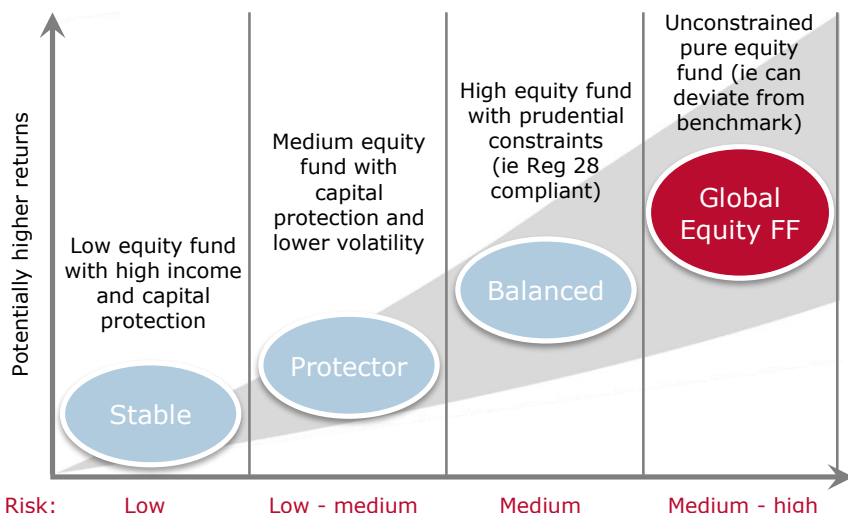 Potentially higher returns
Low equity fund
with high income
and capital
protection
Stable
Medium equity
fund with
capital
protection and
lower volatility
Protector
High equity fund
with prudential
constraints
(ie Reg 28
compliant)
Balanced
Unconstrained
pure equity
fund (ie can
deviate from
benchmark)
Global
Equity FF
Risk: Low Low - medium Medium Medium - high